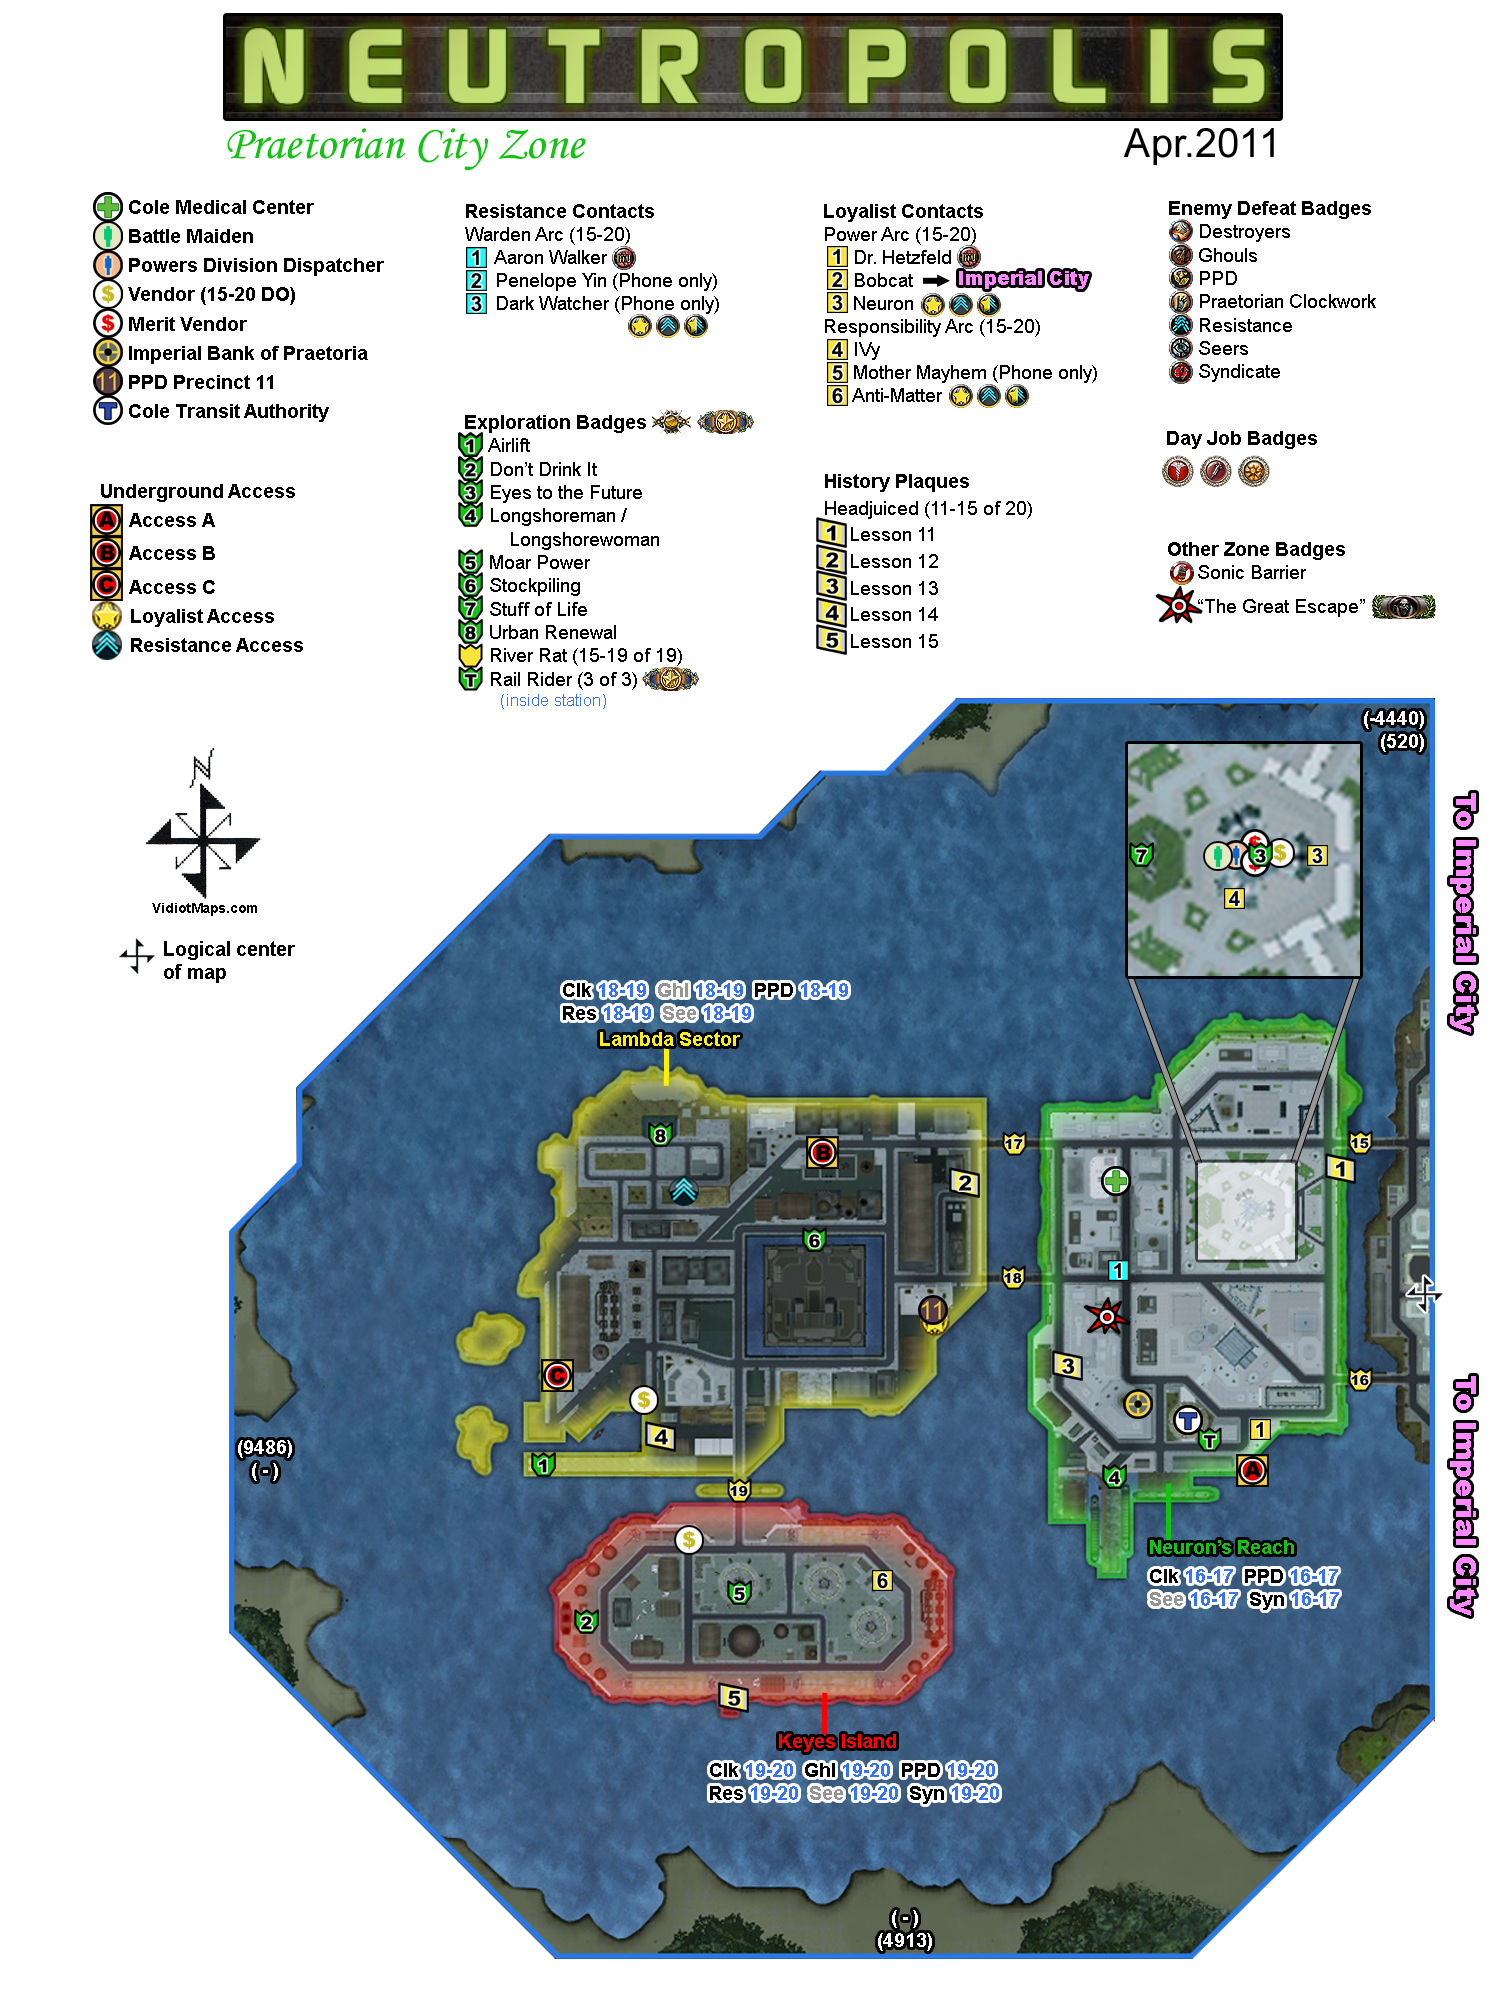 NEUTROPOLIS
Praetorian City Zone
Apr.2011
Cole Medical Center
Battle Maiden
Powers Division Dispatcher
$ Vendor (15-20 DO)
$ Merit Vendor
Imperial Bank of Praetoria
11 PPD Precinct 11
T Cole Transit Authority
Underground Access
A Access A
B Access B
C Access C
Loyalist Access
Resistance Access
Resistance Contacts
Warden Arc (15-20)
1 Aaron Walker
2 Penelope Yin (Phone only)
3 Dark Watcher (Phone only)
Exploration Badges
1 Airlift
2 Don't Drink It
3 Eyes to the Future
4 Longshoreman /
Longshorewoman
5 Moar Power
6 Stockpiling
7 Stuff of Life
8 Urban Renewal
River Rat (15-19 of 19)
T Rail Rider (3 of 3)
(inside station)
Loyalist Contacts
Power Arc (15-20)
1 Dr. Hetzfeld
2 Bobcat Imperial City
3 Neuron
Responsibility Arc (15-20)
4 IVy
5 Mother Mayhem (Phone only)
6 Anti-Matter
History Plaques
Headjuiced (11-15 of 20)
1 Lesson 11
2 Lesson 12
3 Lesson 13
4 Lesson 14
5 Lesson 15
Enemy Defeat Badges
Destroyers
Ghouls
PPD
Praetorian Clockwork
Resistance
Seers
Syndicate
Day Job Badges
Other Zone Badges
Sonic Barrier
"The Great Escape"
N
VidiotMaps.com
Logical center
of map
(-4440)
(520)
To Imperial City
7 $ 3 $ $ 3
4
Clk 18-19 Ghl 18-19 PPD 18-19
Res 18-19 See 18-19
Lambda Sector
8
B
17
15
2
1
6
1
18
11
3
16
C
$
4
T
1
T
1
A
4
19
To Imperial City
(9486)
(-)
Neuron's Reach
Clk 16-17 PPD 16-17
See 16-17 Syn 16-17
$
5
6
2
5
Keyes Island
Clk 19-20 Ghl 19-20 PPD 19-20
Res 19-20 See 19-20 Syn 19-20
(-)
(4913)